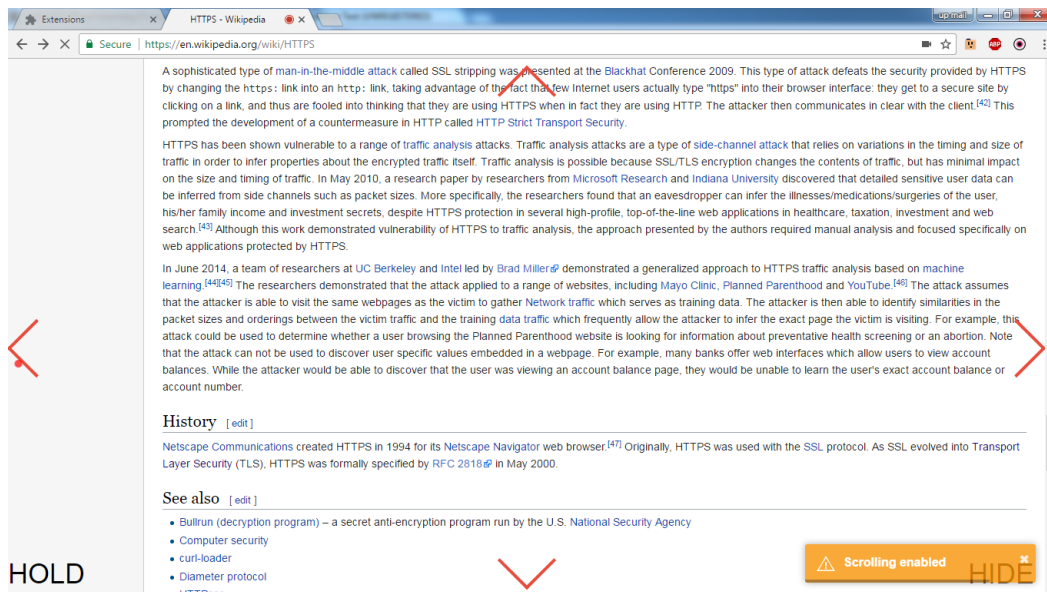 Extensions
HTTPS - Wikipedia
up mail
Secure
https://en.wikipedia.org/wiki/HTTPS
ABP
A sophisticated type of man-in-the-middle attack called SSL stripping was presented at the Blackhat Conference 2009. This type of attack defeats the security provided by HTTPS
by changing the https: link into an http: link, taking advantage of the fact that few Internet users actually type "https" into their browser interface: they get to a secure site by
clicking on a link, and thus are fooled into thinking that they are using HTTPS when in fact they are using HTTP. The attacker then communicates in clear with the client.[42] This
prompted the development of a countermeasure in HTTP called HTTP Strict Transport Security.
HTTPS has been shown vulnerable to a range of traffic analysis attacks. Traffic analysis attacks are a type of side-channel attack that relies on variations in the timing and size of
traffic in order to infer properties about the encrypted traffic itself. Traffic analysis is possible because SSL/TLS encryption changes the contents of traffic, but has minimal impact
on the size and timing of traffic. In May 2010, a research paper by researchers from Microsoft Research and Indiana University discovered that detailed sensitive user data can
be inferred from side channels such as packet sizes. More specifically, the researchers found that an eavesdropper can infer the illnesses/medications/surgeries of the user,
his/her family income and investment secrets, despite HTTPS protection in several high-profile, top-of-the-line web applications in healthcare, taxation, investment and web
search.[43] Although this work demonstrated vulnerability of HTTPS to traffic analysis, the approach presented by the authors required manual analysis and focused specifically on
web applications protected by HTTPS.
In June 2014, a team of researchers at UC Berkeley and Intel led by Brad Miller demonstrated a generalized approach to HTTPS traffic analysis based on machine
learning.[44][45] The researchers demonstrated that the attack applied to a range of websites, including Mayo Clinic, Planned Parenthood and YouTube.[46] The attack assumes
that the attacker is able to visit the same webpages as the victim to gather Network traffic which serves as training data. The attacker is then able to identify similarities in the
packet sizes and orderings between the victim traffic and the training data traffic which frequently allow the attacker to infer the exact page the victim is visiting. For example, this
attack could be used to determine whether a user browsing the Planned Parenthood website is looking for information about preventative health screening or an abortion. Note
that the attack can not be used to discover user specific values embedded in a webpage. For example, many banks offer web interfaces which allow users to view account
balances. While the attacker would be able to discover that the user was viewing an account balance page, they would be unable to learn the user's exact account balance or
account number.
History [ edit ]
Netscape Communications created HTTPS in 1994 for its Netscape Navigator web browser.[47] Originally, HTTPS was used with the SSL protocol. As SSL evolved into Transport
Layer Security (TLS), HTTPS was formally specified by RFC 2818 in May 2000.
See also [ edit ]
Bullrun (decryption program) – a secret anti-encryption program run by the U.S. National Security Agency
Computer security
curl-loader
Diameter protocol
Scrolling enabled
HOLD
HIDE